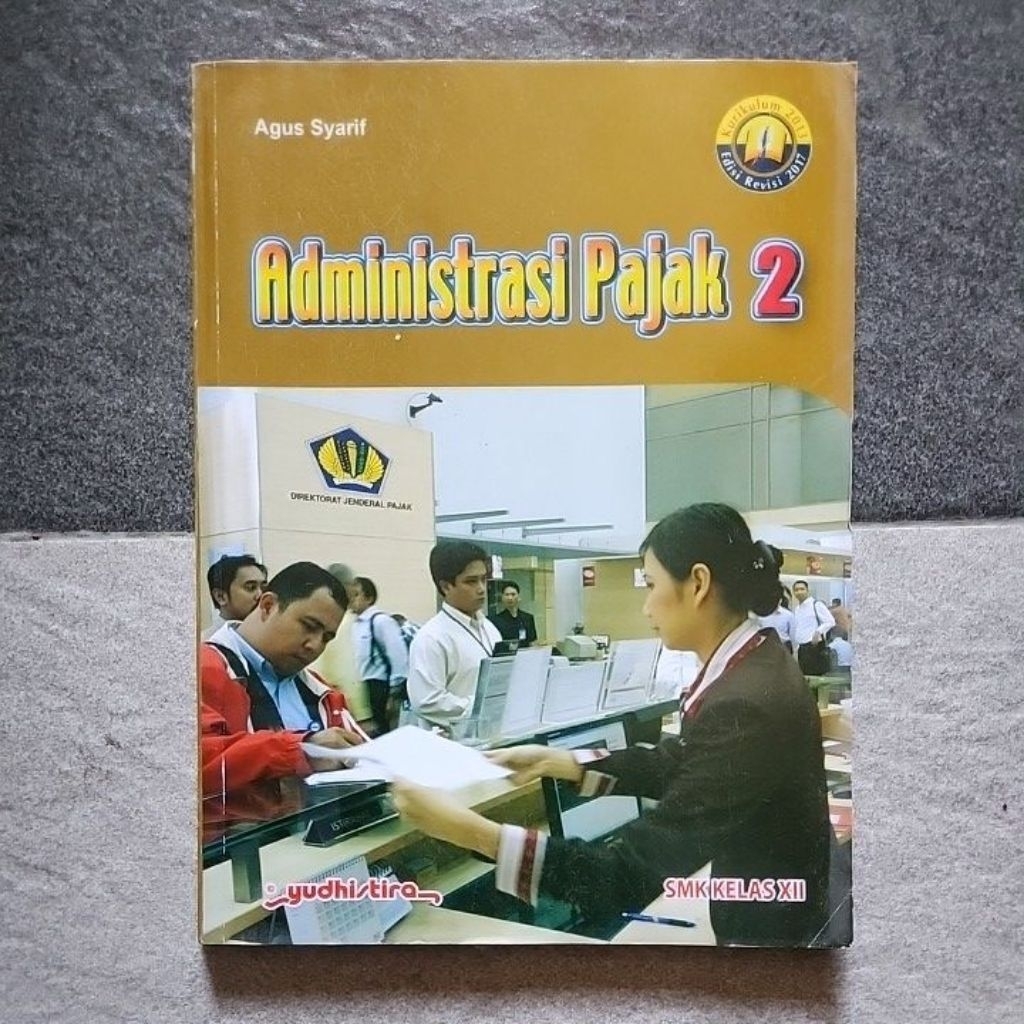 Agus Syarif
Kurikulum 2013
Edisi Revisi 2017
Administrasi Pajak 2
DIREKTORAT JENDERAL PAJAK
yudhistira
SMK KELAS XII